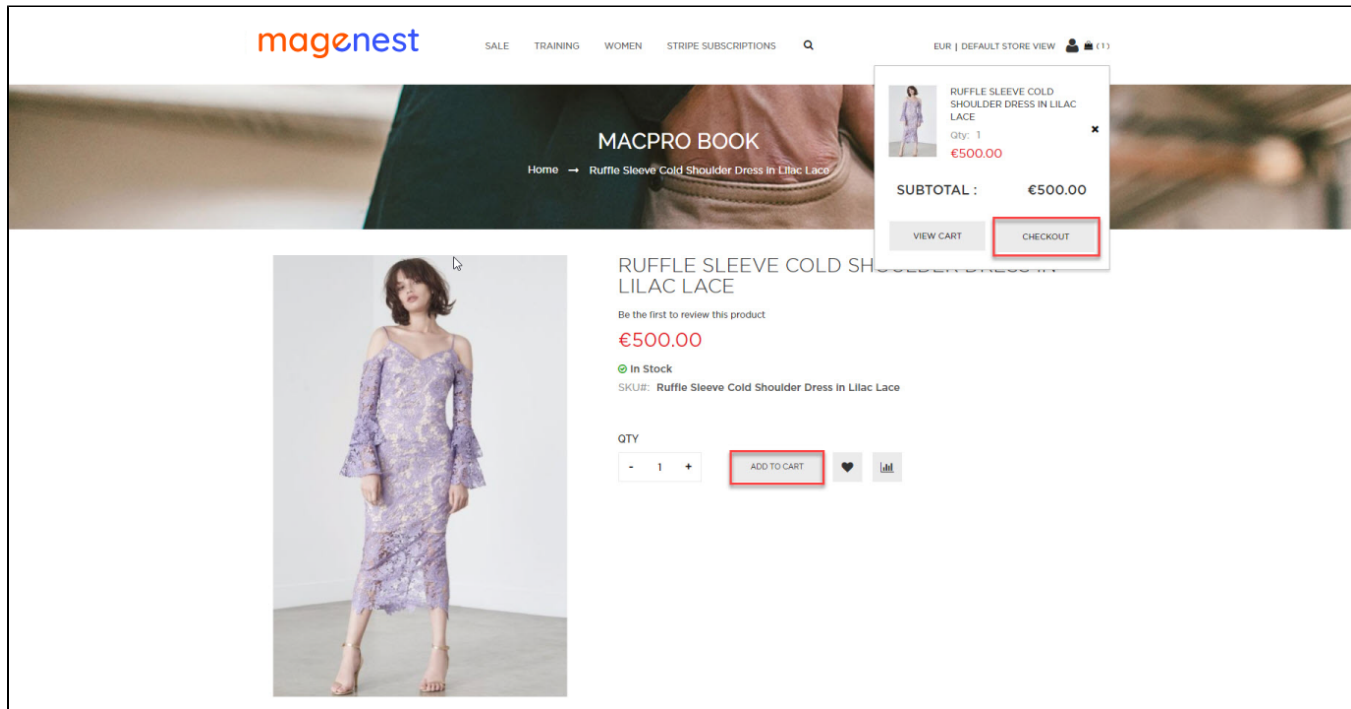 magenest
SALE TRAINING WOMEN STRIPE SUBSCRIPTIONS
EUR | DEFAULT STORE VIEW (1)
RUFFLE SLEEVE COLD
SHOULDER DRESS IN LILAC
LACE
Qty: 1
€500.00
SUBTOTAL : €500.00
VIEW CART CHECKOUT
MACPRO BOOK
Home → Ruffle Sleeve Cold Shoulder Dress in Lilac Lace
RUFFLE SLEEVE COLD SHOULDER DRESS IN
LILAC LACE
Be the first to review this product
€500.00
In Stock
SKU#: Ruffle Sleeve Cold Shoulder Dress in Lilac Lace
QTY
- 1 + ADD TO CART